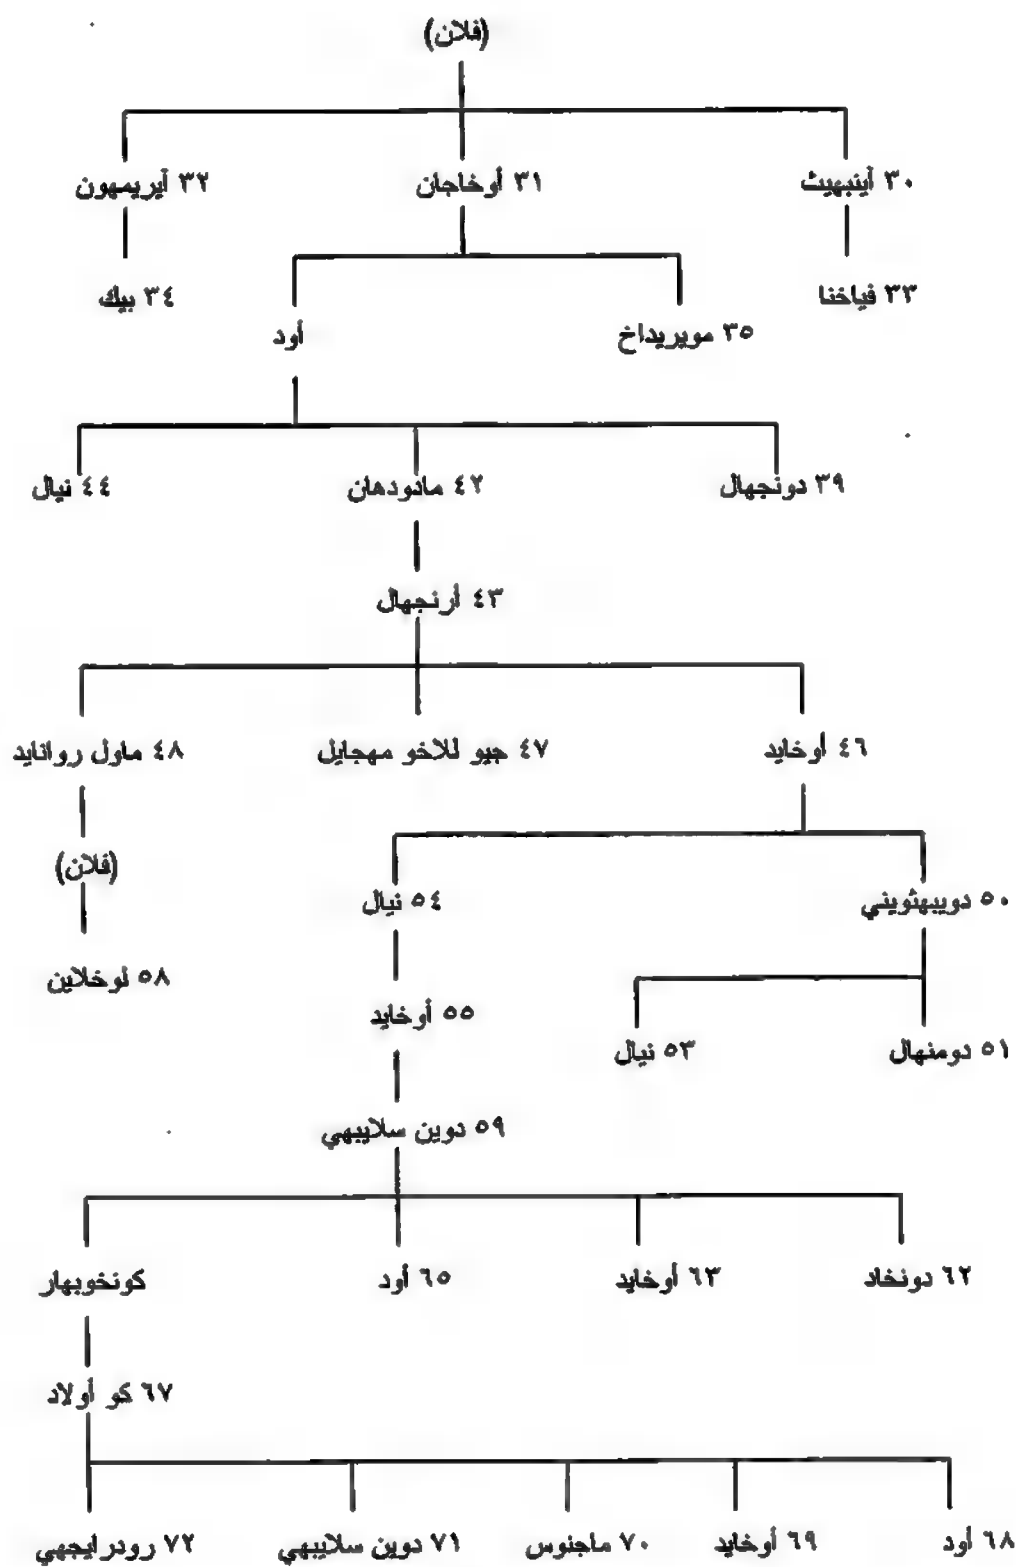 (فلان)
٣٠ أينبهيث ٣١ أوخاجان ٣٢ أيريمهون
٣٣ فياخنا ٣٤ بيك
٣٥ مويريداخ أود
٣٩ دونجهال ٤٢ مادودهان ٤٤ نيال
٤٣ أرنجهال
٤٦ أوخايد ٤٧ جيو للاخو مهجايل ٤٨ ماول روانايد
(فلان)
٥٠ دويبهثويني ٥٤ نيال
٥٨ لوخلاين
٥٥ أوخايد
٥١ دومنهال ٥٣ نيال
٥٩ دوين سلايبهي
٦٢ دونخاد ٦٣ أوخايد ٦٥ أود كونخوبهار
٦٧ كو أولاد
٦٨ أود ٦٩ أوخايد ٧٠ ماجنوس ٧١ دوين سلايبهي ٧٢ رودرايجهي